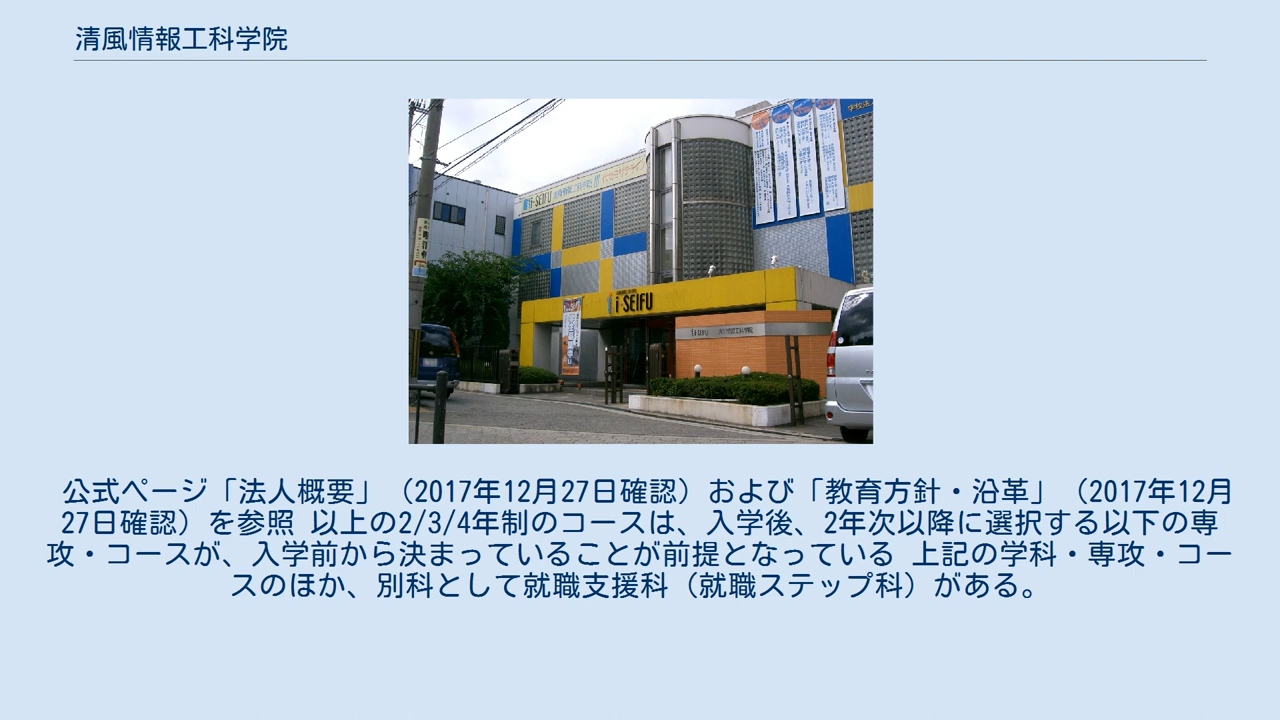 清風情報工科学院
i-SEIFU
i-SEIFU
公式ページ「法人概要」（2017年12月27日確認）および「教育方針・沿革」（2017年12月
27日確認）を参照 以上の2/3/4年制のコースは、入学後、2年次以降に選択する以下の専
攻・コースが、入学前から決まっていることが前提となっている 上記の学科・専攻・コー
スのほか、別科として就職支援科（就職ステップ科）がある。